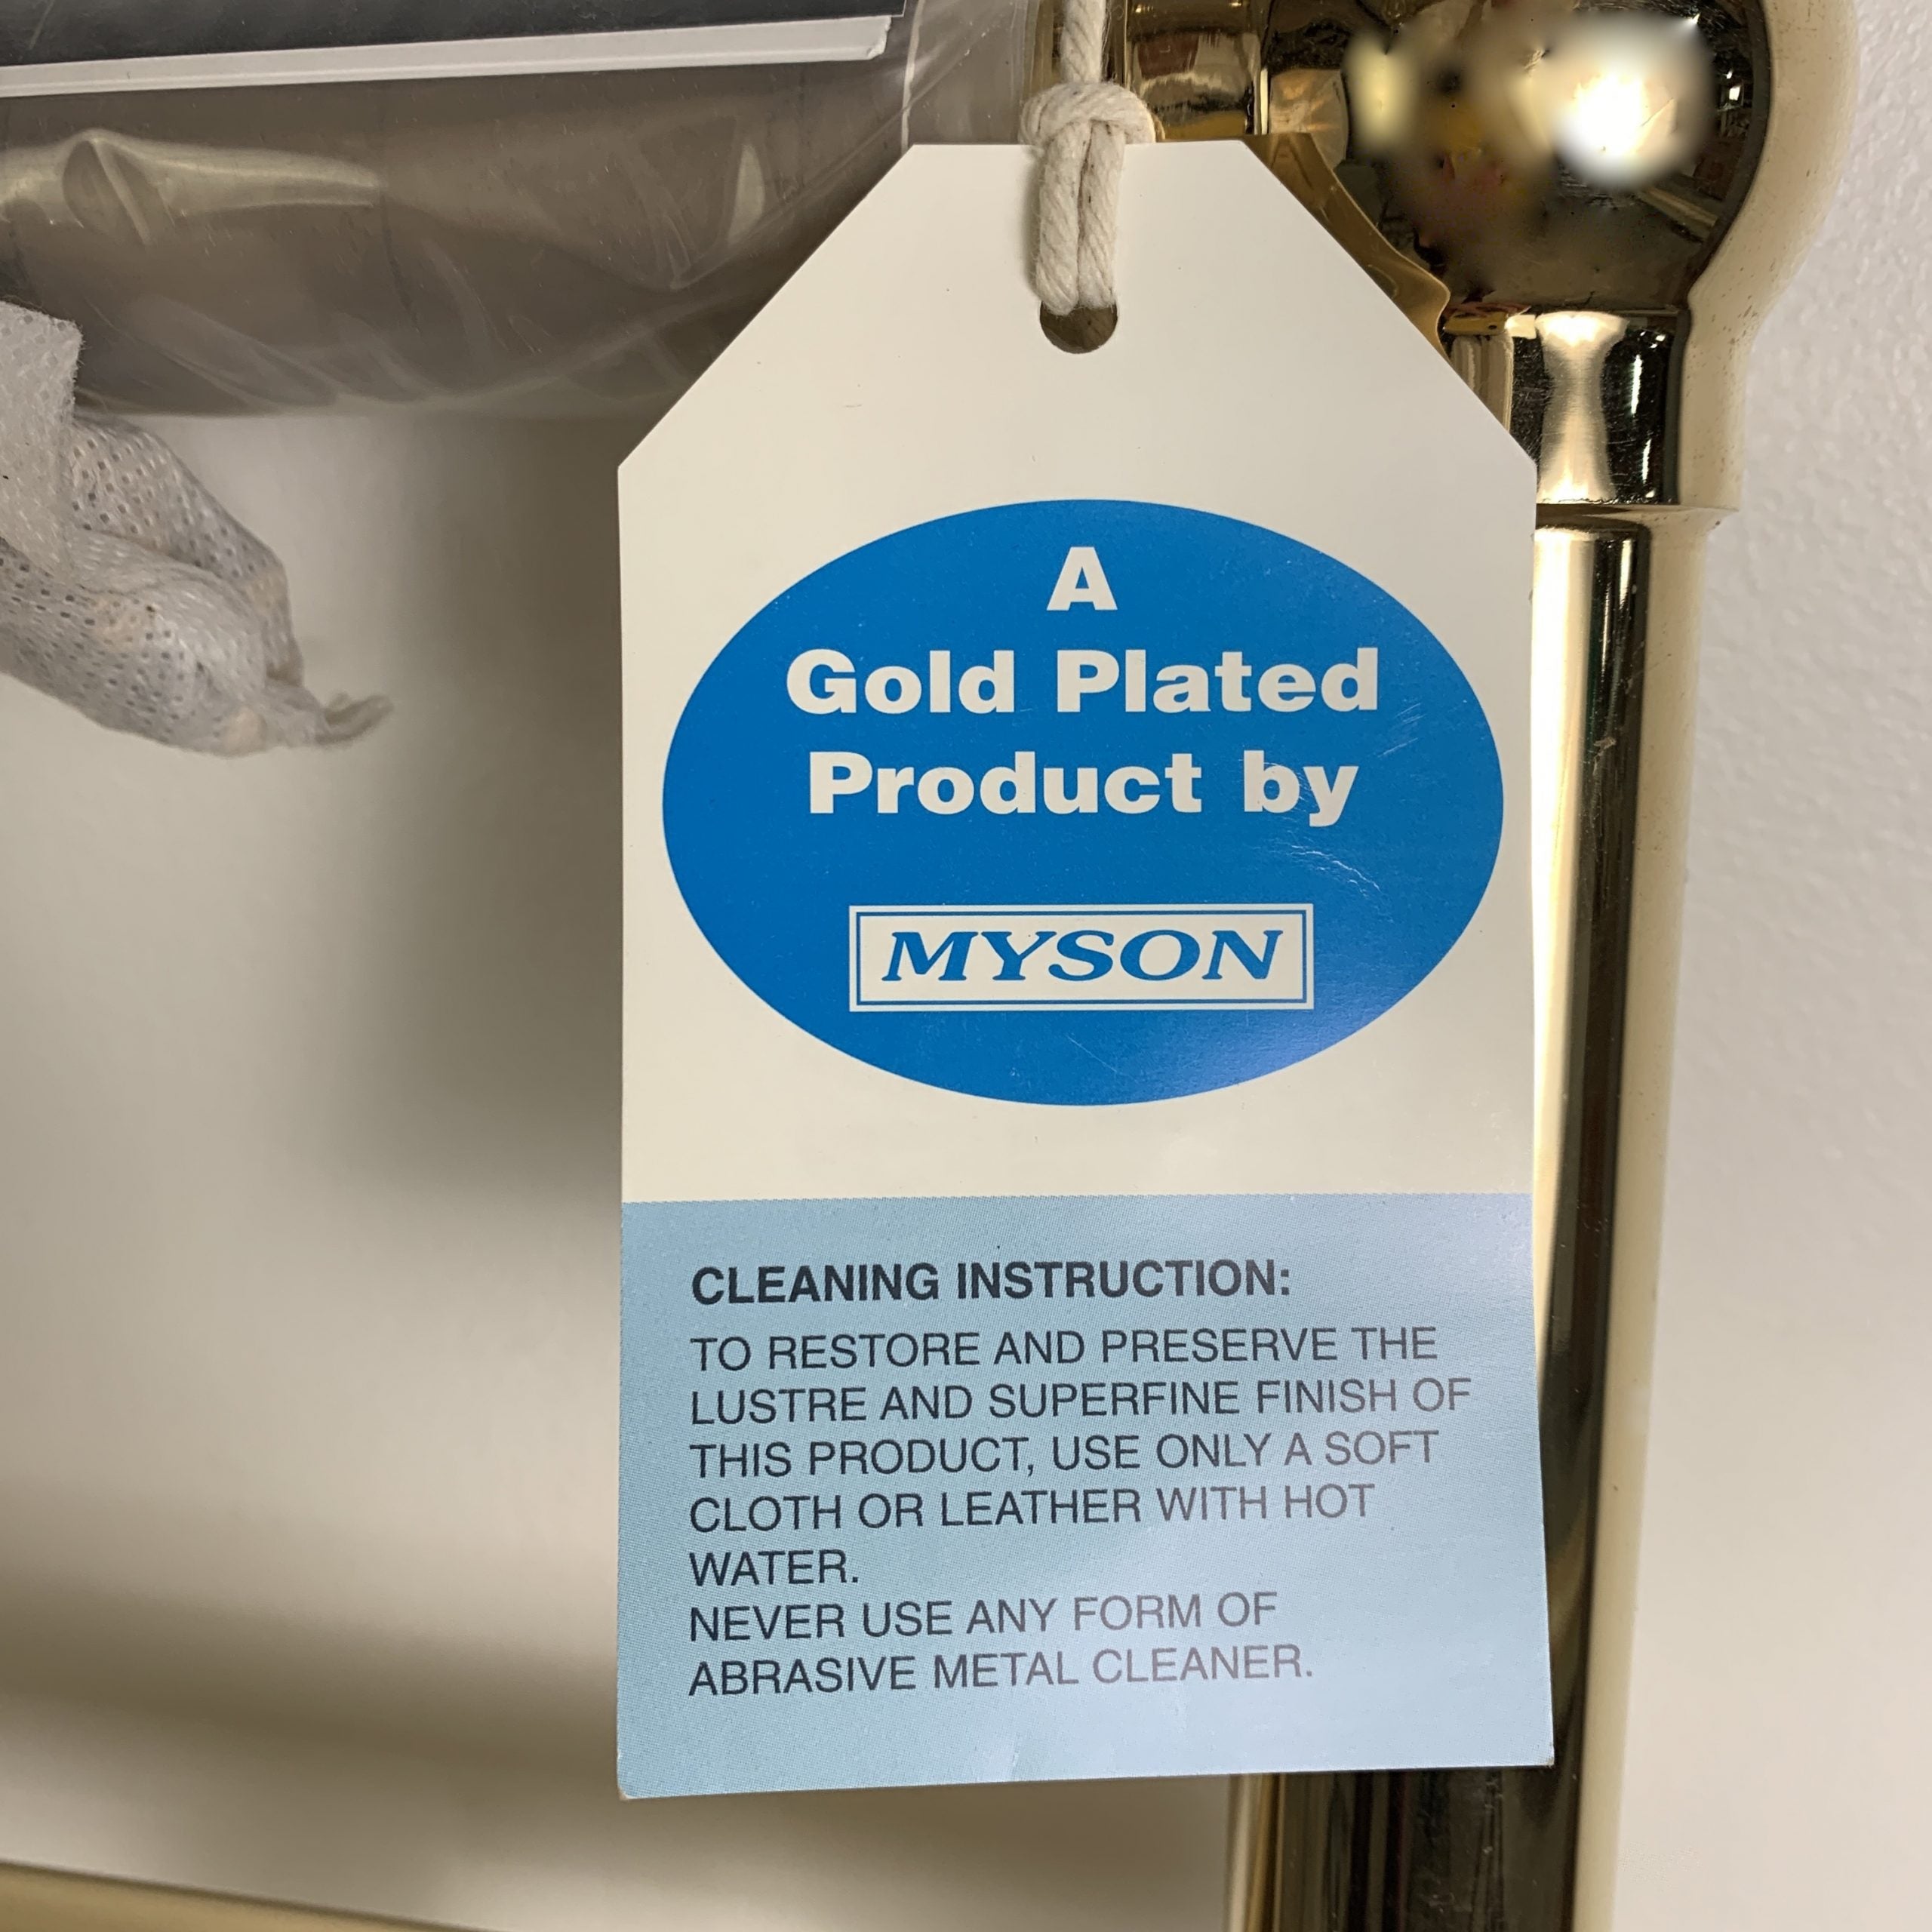 A
Gold Plated
Product by
MYSON
CLEANING INSTRUCTION:
TO RESTORE AND PRESERVE THE
LUSTRE AND SUPERFINE FINISH OF
THIS PRODUCT, USE ONLY A SOFT
CLOTH OR LEATHER WITH HOT
WATER.
NEVER USE ANY FORM OF
ABRASIVE METAL CLEANER.